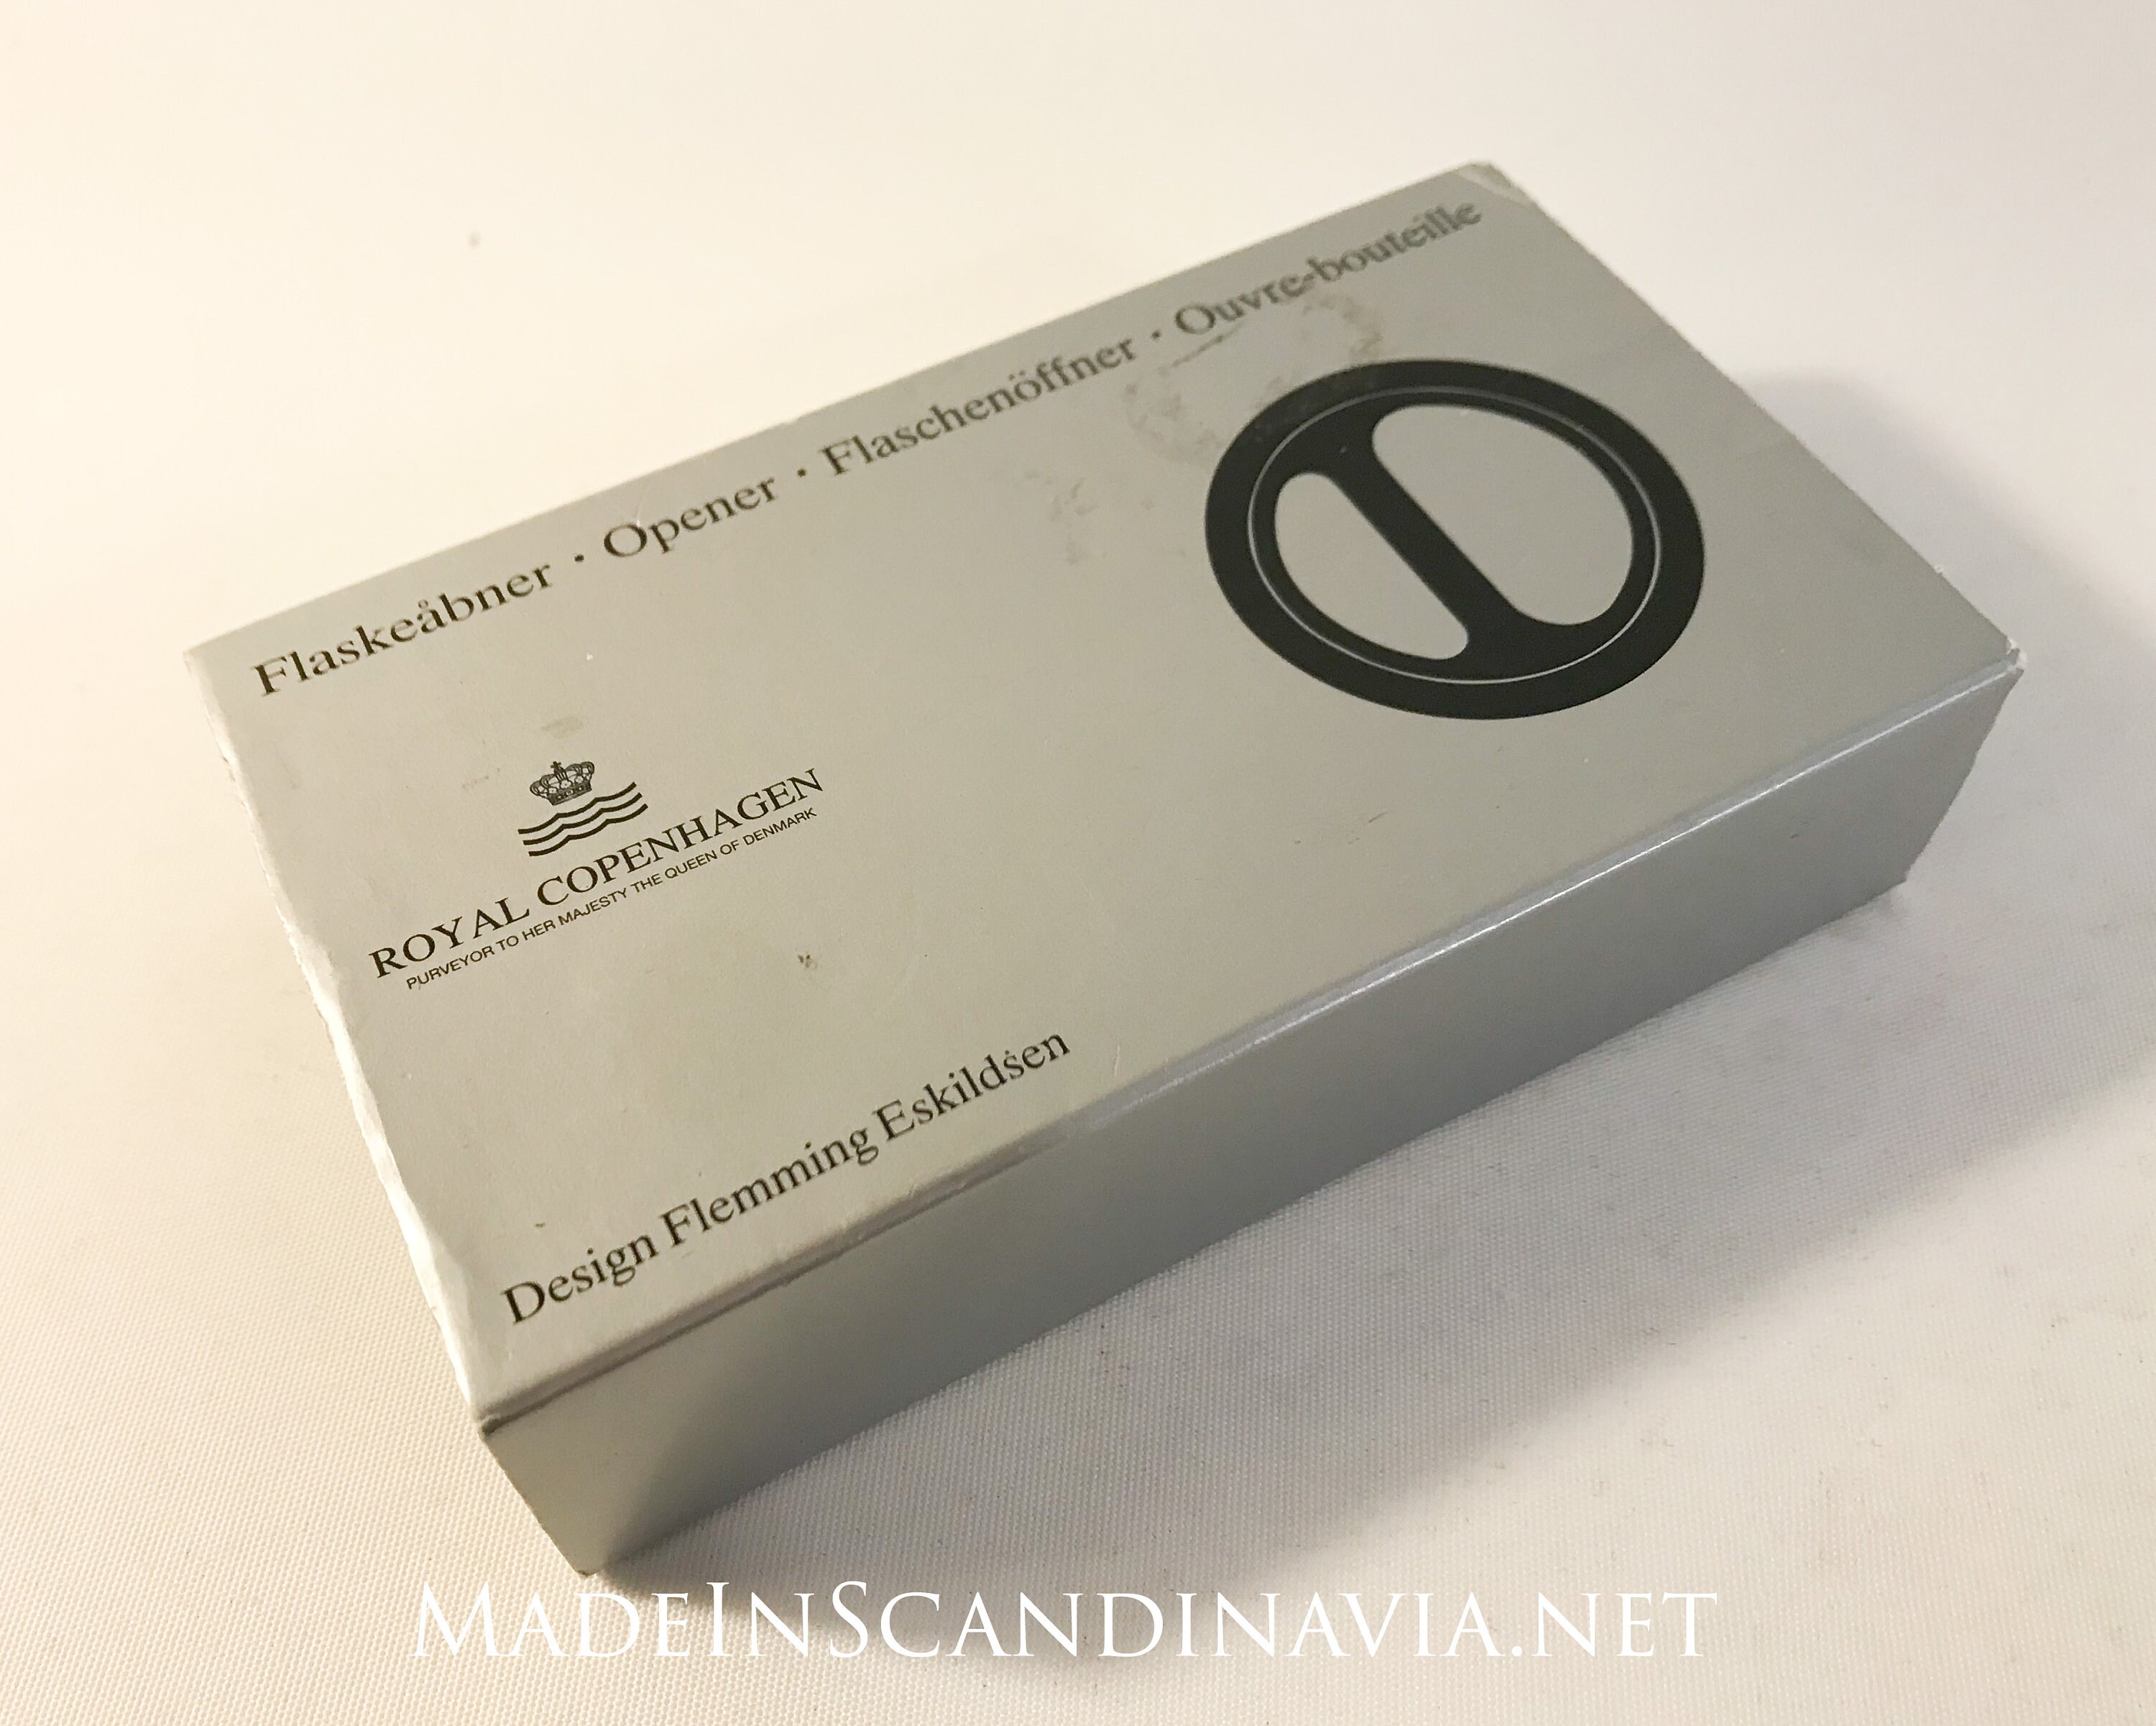 Flaskeåbner · Opener · Flaschenöffner · Ouvre-bouteille
ROYAL COPENHAGEN
PURVEYOR TO HER MAJESTY THE QUEEN OF DENMARK
Design Flemming Eskildsen
MADEINSCANDINAVIA.NET